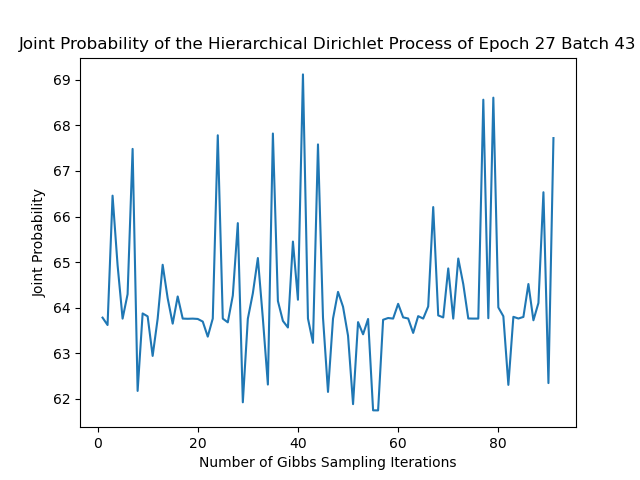 Joint Probability of the Hierarchical Dirichlet Process of Epoch 27 Batch 43
69
68
67
66
65
64
63
62
Joint Probability
0 20 40 60 80
Number of Gibbs Sampling Iterations